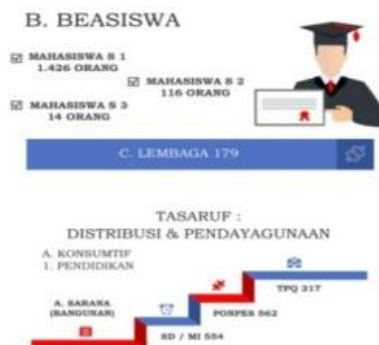 B. BEASISWA
MAHASISWA S 1
1.426 ORANG
MAHASISWA S 2
116 ORANG
MAHASISWA S 3
14 ORANG
C. LEMBAGA 179
TASARUF :
DISTRIBUSI & PENDAYAGUNAAN
A. KONSUMTIF
1. PENDIDIKAN
TPQ 217
A. SARANA
(BANGUNAN)
PONPES 562
SD / MI 554